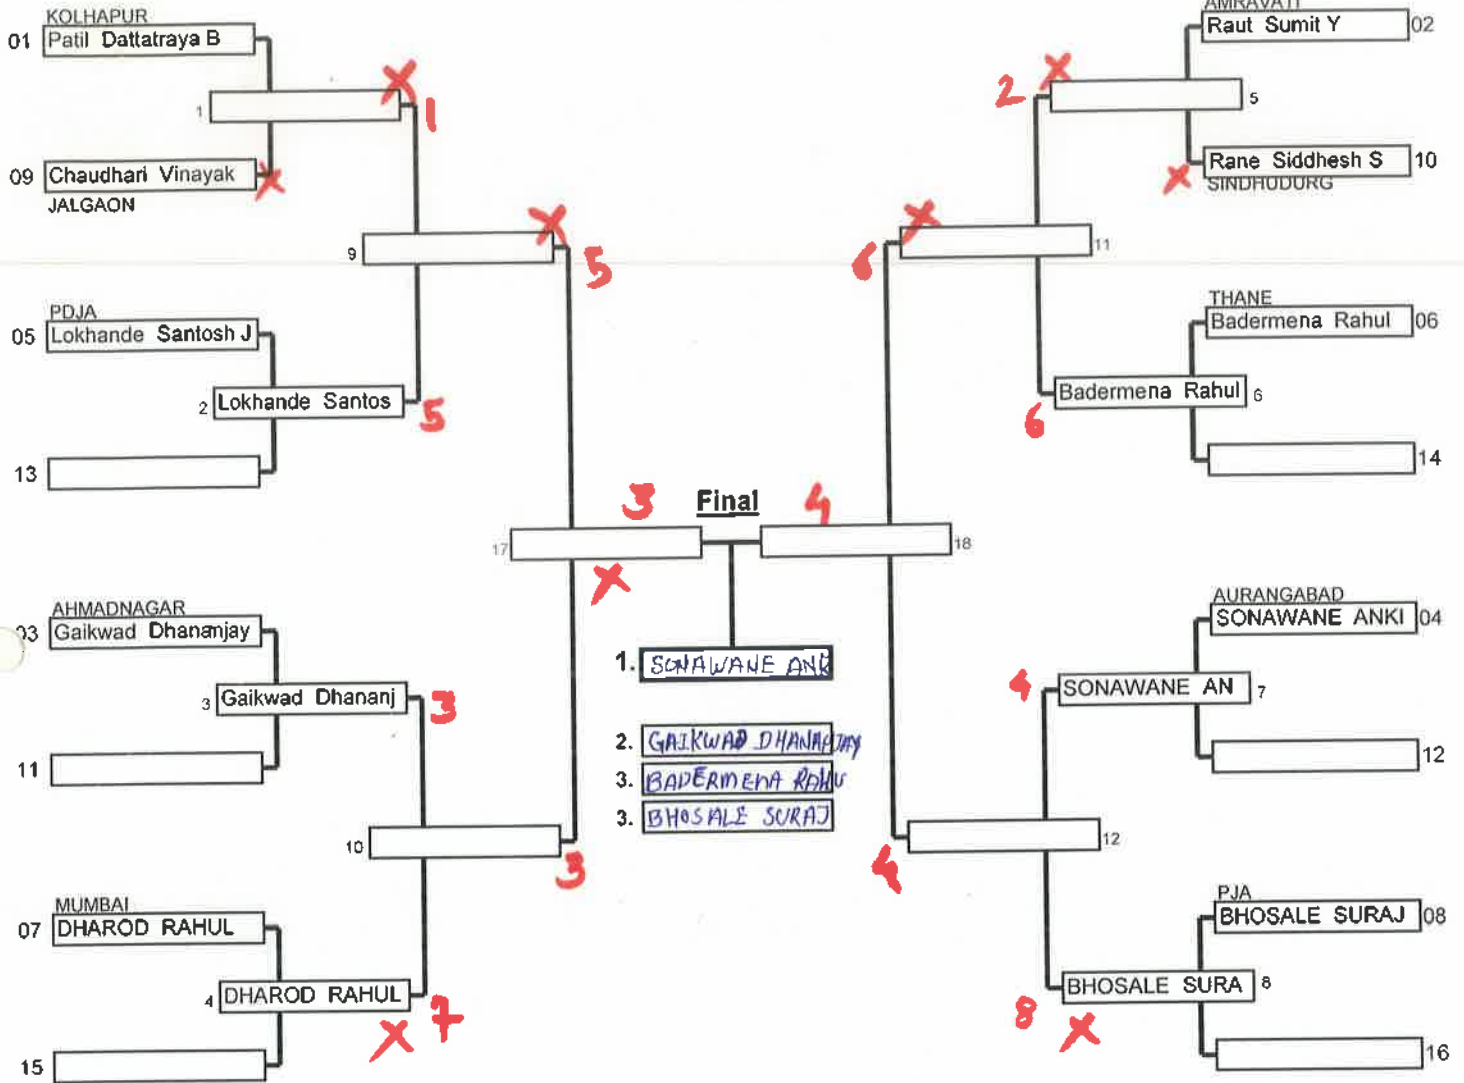 KOLHAPUR
01 Patil Dattatraya B
1
X
1
09 Chaudhari Vinayak X
JALGAON
9
X
5
PDJA
05 Lokhande Santosh J
2 Lokhande Santos 5
13
17
3
X
AHMADNAGAR
03 Gaikwad Dhananjay
3 Gaikwad Dhananj 3
11
10
3
MUMBAI
07 DHAROD RAHUL
4 DHAROD RAHUL X 7
15
Final
1. SONAWANE ANK
2. GAIKWAD DHANANJAY
3. BADERMENA RAHU
3. BHOSALE SURAJ
AMRAVATI
Raut Sumit Y 02
2 X 5
X Rane Siddhesh S 10
SINDHUDURG
6 X 11
THANE
Badermena Rahul 06
6 Badermena Rahul 6
14
4
18
AURANGABAD
SONAWANE ANKI 04
4 SONAWANE AN 7
12
4
12
PJA
BHOSALE SURAJ 08
8 X BHOSALE SURA 8
16